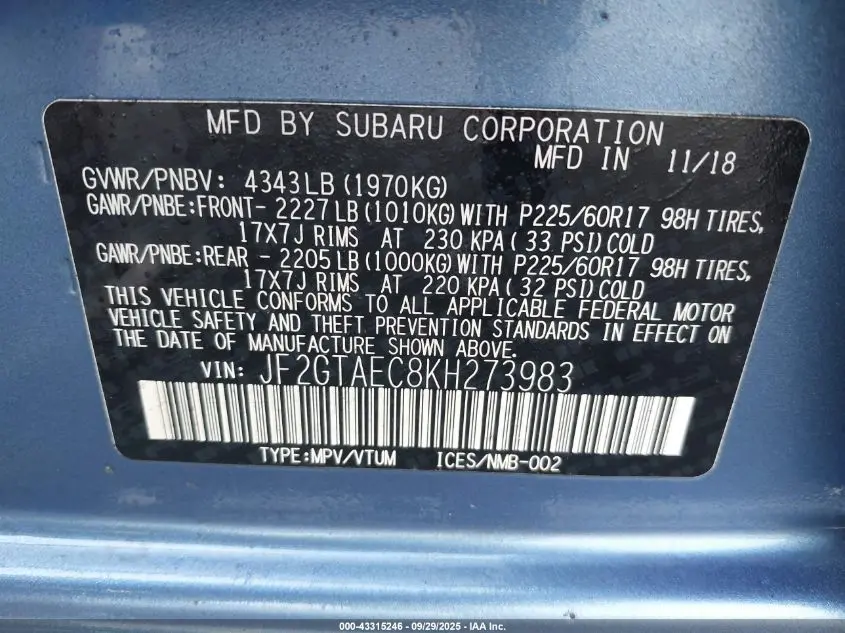 MFD BY SUBARU CORPORATION
MFD IN 11/18
GVWR/PNBV: 4343LB (1970KG)
GAWR/PNBE:FRONT- 2227LB(1010KG)WITH P225/60R17 98H TIRES,
17X7J RIMS AT 230 KPA( 33 PSI)COLD
GAWR/PNBE:REAR - 2205LB(1000KG)WITH P225/60R17 98H TIRES,
17X7J RIMS AT 220 KPA( 32 PSI)COLD
THIS VEHICLE CONFORMS TO ALL APPLICABLE FEDERAL MOTOR
VEHICLE SAFETY AND THEFT PREVENTION STANDARDS IN EFFECT ON
THE DATE OF MANUFACTURE SHOWN ABOVE.
VIN: JF2GTAEC8KH273983
TYPE:MPV/VTUM ICES/NMB-002
000-43315246 - 09/29/2025 - IAA Inc.